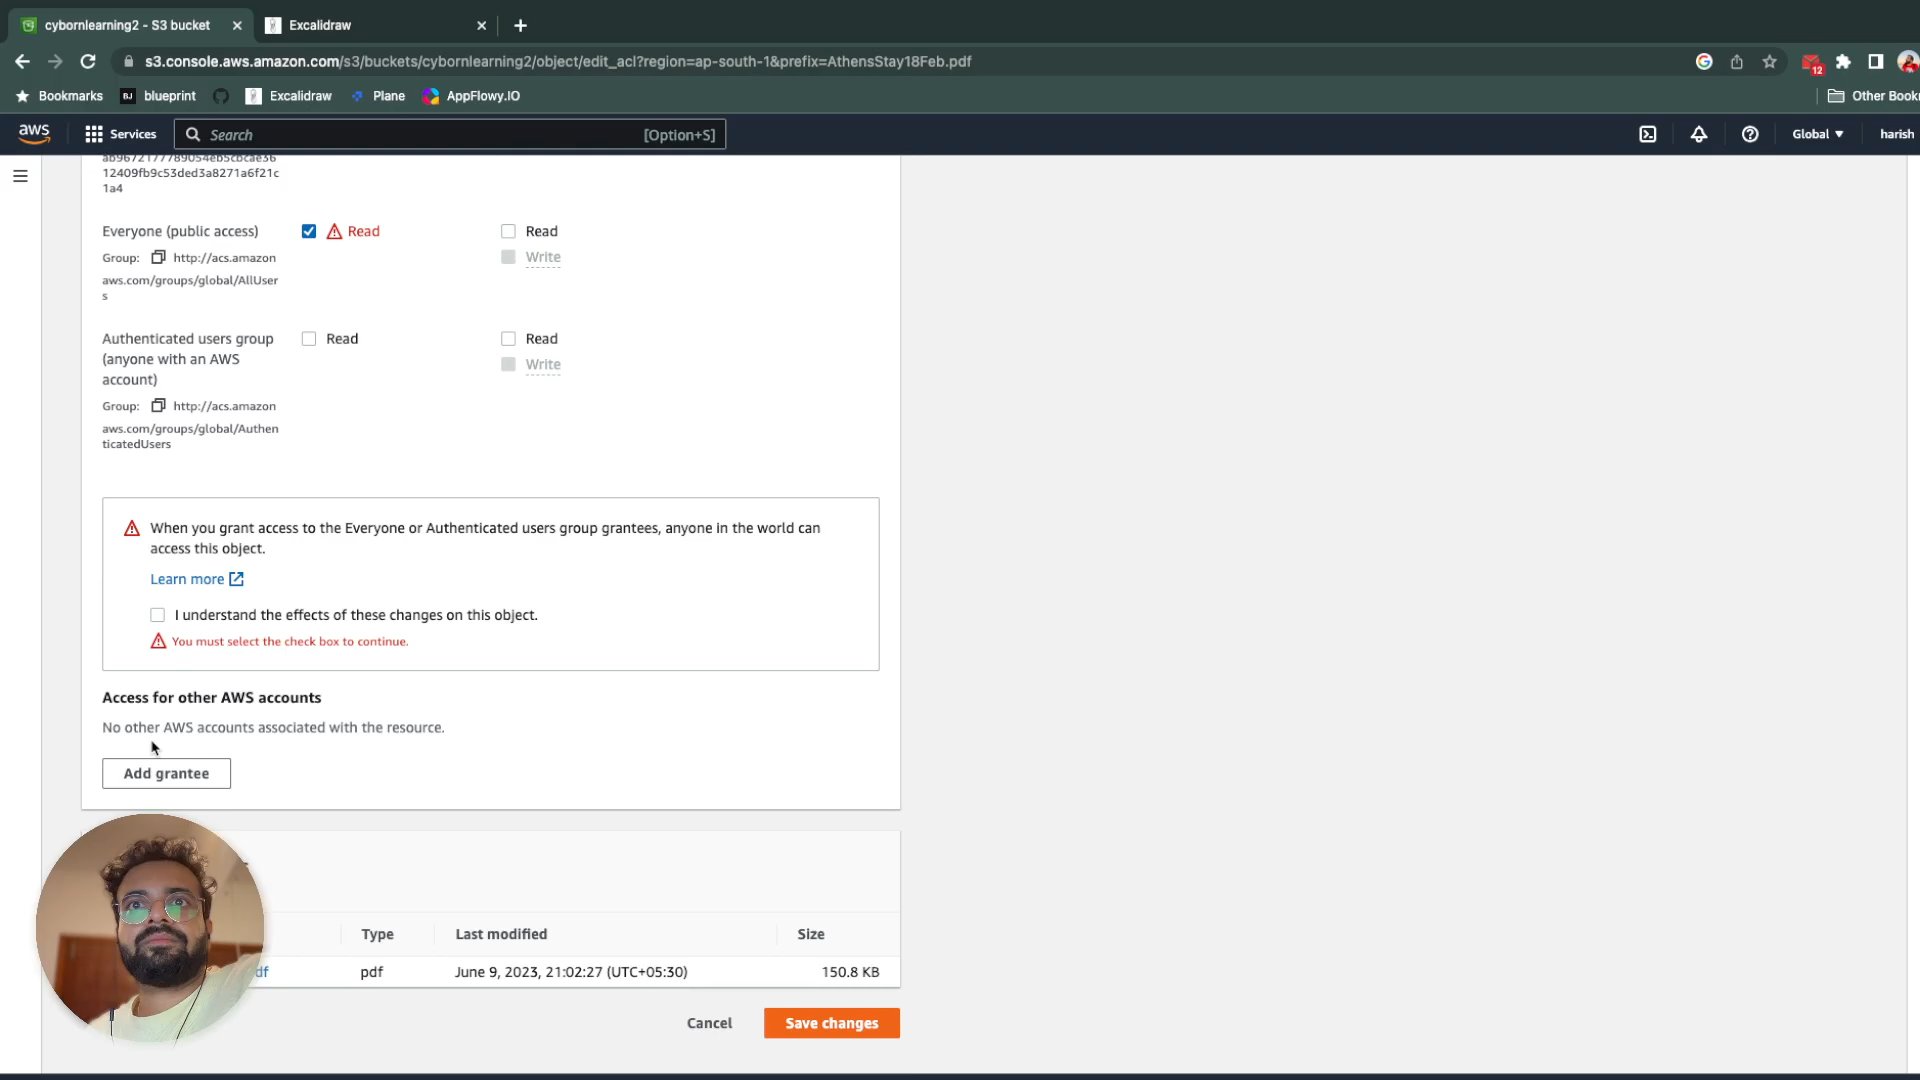 cybornlearning2 - S3 bucket
Excalidraw
s3.console.aws.amazon.com/s3/buckets/cybornlearning2/object/edit_acl?region=ap-south-1&prefix=AthensStay18Feb.pdf
12
Bookmarks
BJ
blueprint
Excalidraw
Plane
AppFlowy.IO
Other Book
aws
Services
Search
[Option+S]
Global
harish
ab9672177789054eb5cbcae36
12409fb9c53ded3a8271a6f21c
1a4
Everyone (public access)
Read
Read
Group: http://acs.amazon
Write
aws.com/groups/global/AllUser
s
Authenticated users group
Read
Read
(anyone with an AWS
Write
account)
Group: http://acs.amazon
aws.com/groups/global/Authen
ticatedUsers
When you grant access to the Everyone or Authenticated users group grantees, anyone in the world can
access this object.
Learn more
I understand the effects of these changes on this object.
You must select the check box to continue.
Access for other AWS accounts
No other AWS accounts associated with the resource.
Add grantee
Type
Last modified
Size
df
pdf
June 9, 2023, 21:02:27 (UTC+05:30)
150.8 KB
Cancel
Save changes